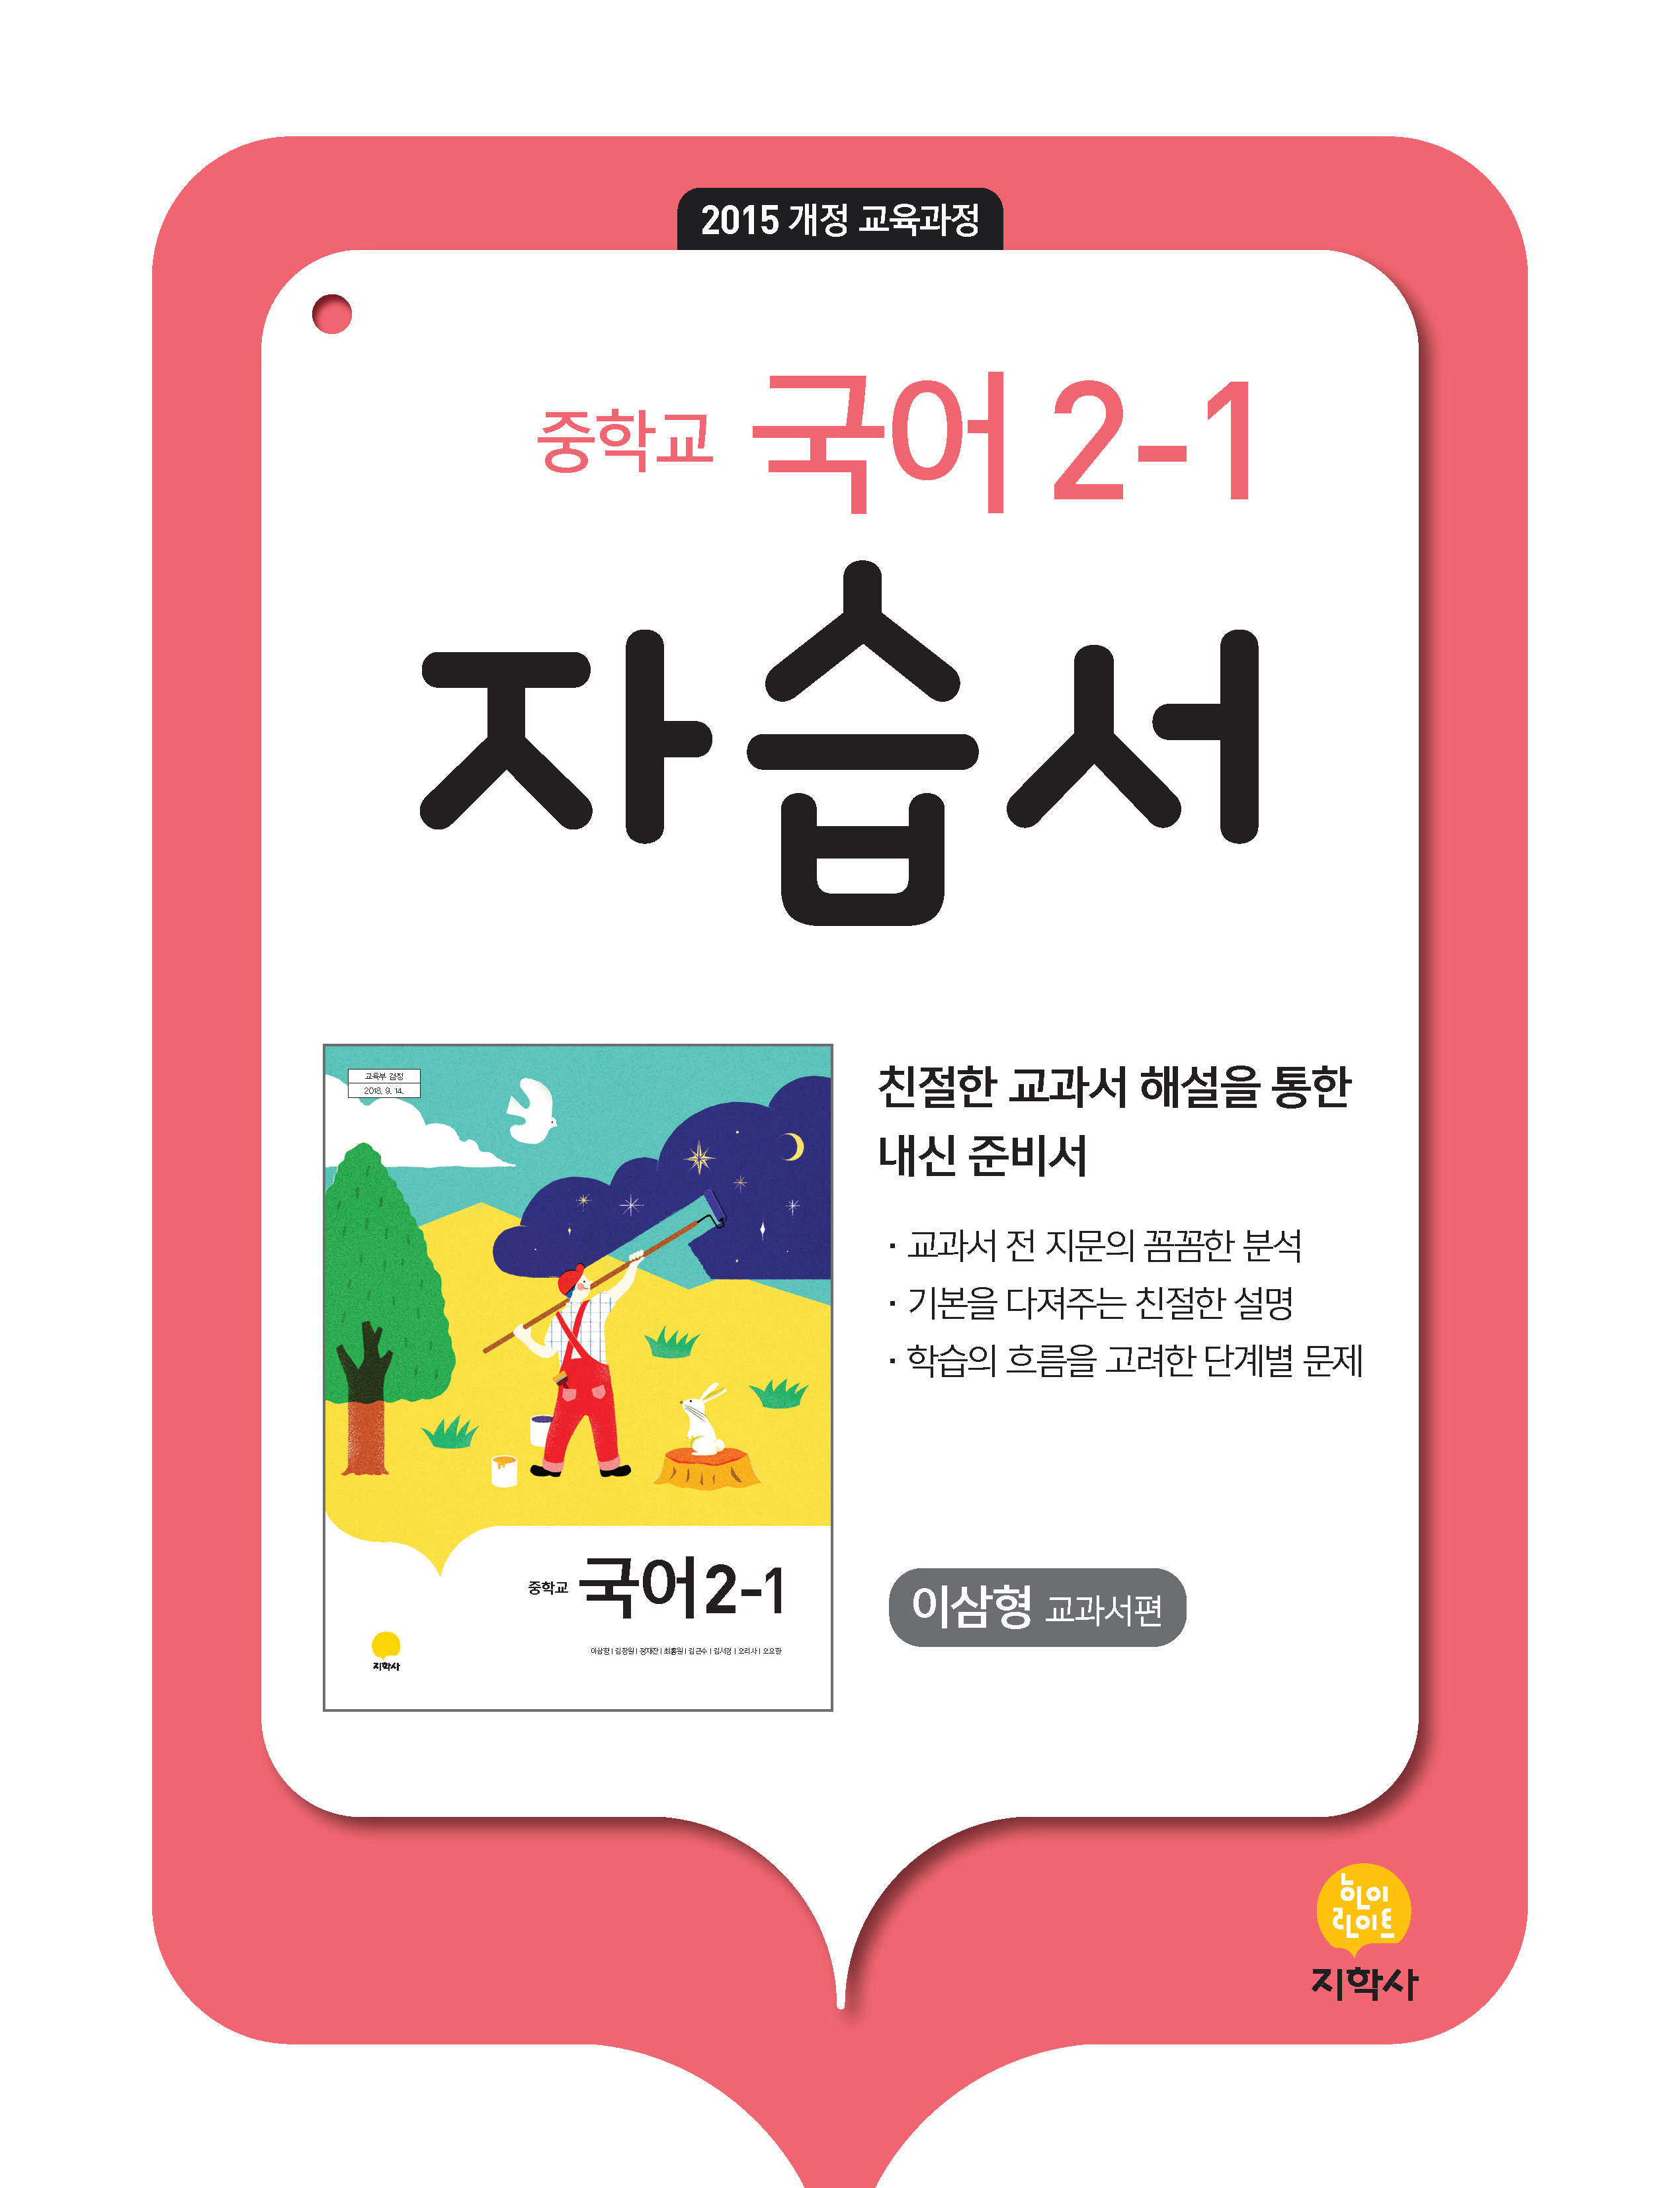 2015 개정 교육과정
중학교 국어 2-1
자습서
교육부 검정
2018. 9. 14.
친절한 교과서 해설을 통한
내신 준비서
· 교과서 전 지문의 꼼꼼한 분석
· 기본을 다져주는 친절한 설명
· 학습의 흐름을 고려한 단계별 문제
중학교 국어 2-1
이삼형 | 김창원 | 정재찬 | 최홍원 | 김근수 | 김서경 | 오리사 | 오요한
지학사
이삼형 교과서편
하이라이트
지학사